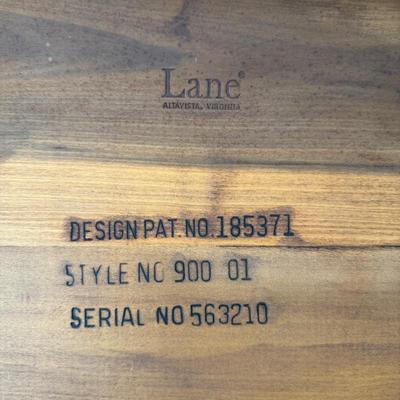 Lane®
ALTAVISTA, VIRGINIA
DESIGN PAT. NO. 185371
STYLE NO 900 01
SERIAL NO 563210